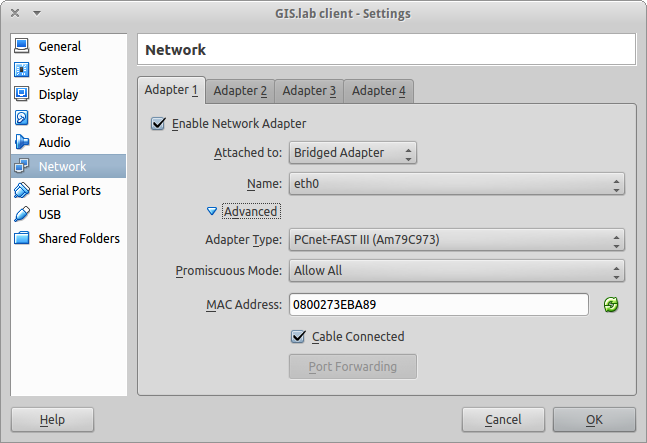 GIS.lab client - Settings
General
System
Display
Storage
Audio
Network
Serial Ports
USB
Shared Folders
Network
Adapter 1 Adapter 2 Adapter 3 Adapter 4
Enable Network Adapter
Attached to: Bridged Adapter
Name: eth0
Advanced
Adapter Type: PCnet-FAST III (Am79C973)
Promiscuous Mode: Allow All
MAC Address: 0800273EBA89
Cable Connected
Port Forwarding
Help Cancel OK